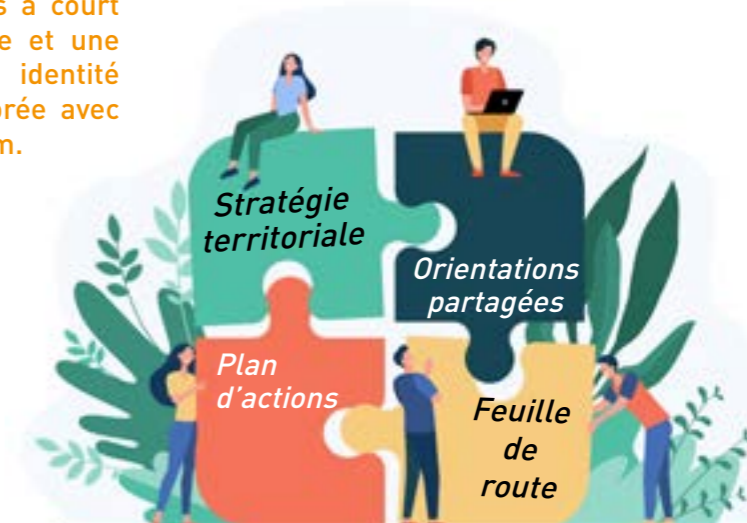 s à court
e et une
identité
orée avec
m.
Stratégie
territoriale
Orientations
partagées
Plan
d’actions
Feuille
de
route